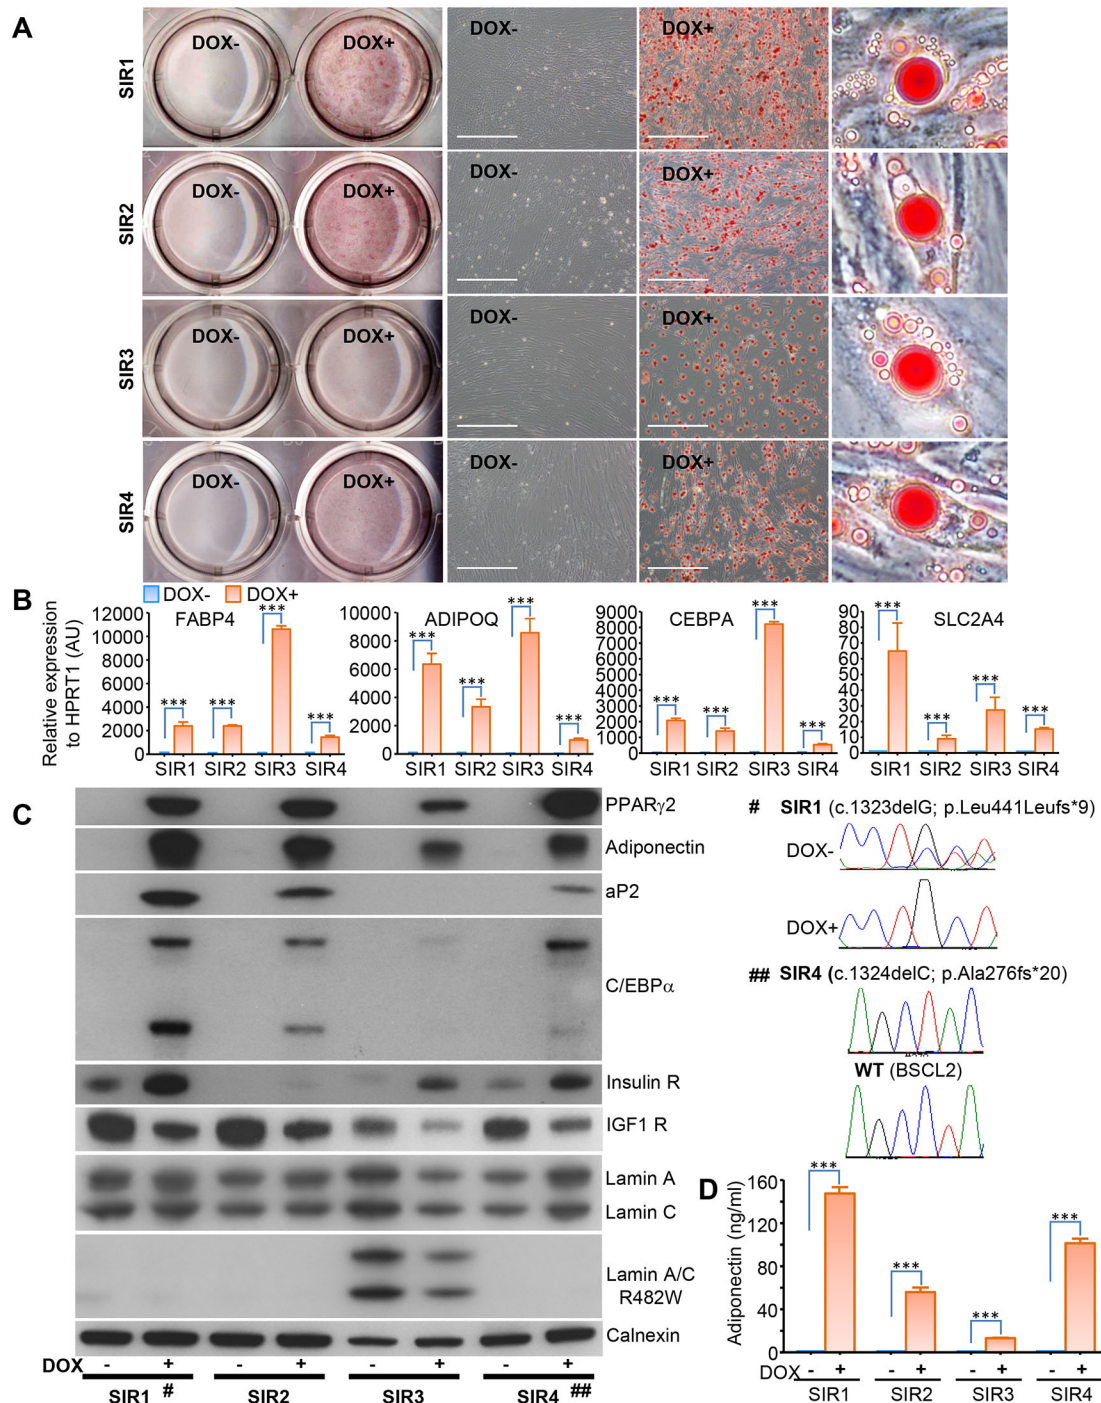 A
SIR1
DOX-
DOX+
DOX-
DOX+
SIR2
DOX-
DOX+
DOX-
DOX+
SIR3
DOX-
DOX+
DOX-
DOX+
SIR4
DOX-
DOX+
DOX-
DOX+
B
DOX- DOX+
Relative expression
to HPRT1 (AU)
FABP4
12000
10000
8000
6000
4000
2000
0
***
***
***
***
SIR1 SIR2 SIR3 SIR4
ADIPOQ
10000
8000
6000
4000
2000
0
***
***
***
***
SIR1 SIR2 SIR3 SIR4
CEBPA
9000
8000
7000
6000
5000
4000
3000
2000
1000
0
***
***
***
***
SIR1 SIR2 SIR3 SIR4
SLC2A4
90
80
70
60
50
40
30
20
10
0
***
***
***
***
SIR1 SIR2 SIR3 SIR4
C
PPARγ2
Adiponectin
aP2
C/EBPα
Insulin R
IGF1 R
Lamin A
Lamin C
Lamin A/C
R482W
Calnexin
DOX - + - + - + - +
SIR1 # SIR2 SIR3 SIR4 ##
# SIR1 (c.1323delG; p.Leu441Leufs*9)
DOX-
DOX+
## SIR4 (c.1324delC; p.Ala276fs*20)
WT (BSCL2)
D
Adiponectin (ng/ml)
160
120
80
40
0
***
***
***
***
DOX - + - + - + - +
SIR1 SIR2 SIR3 SIR4